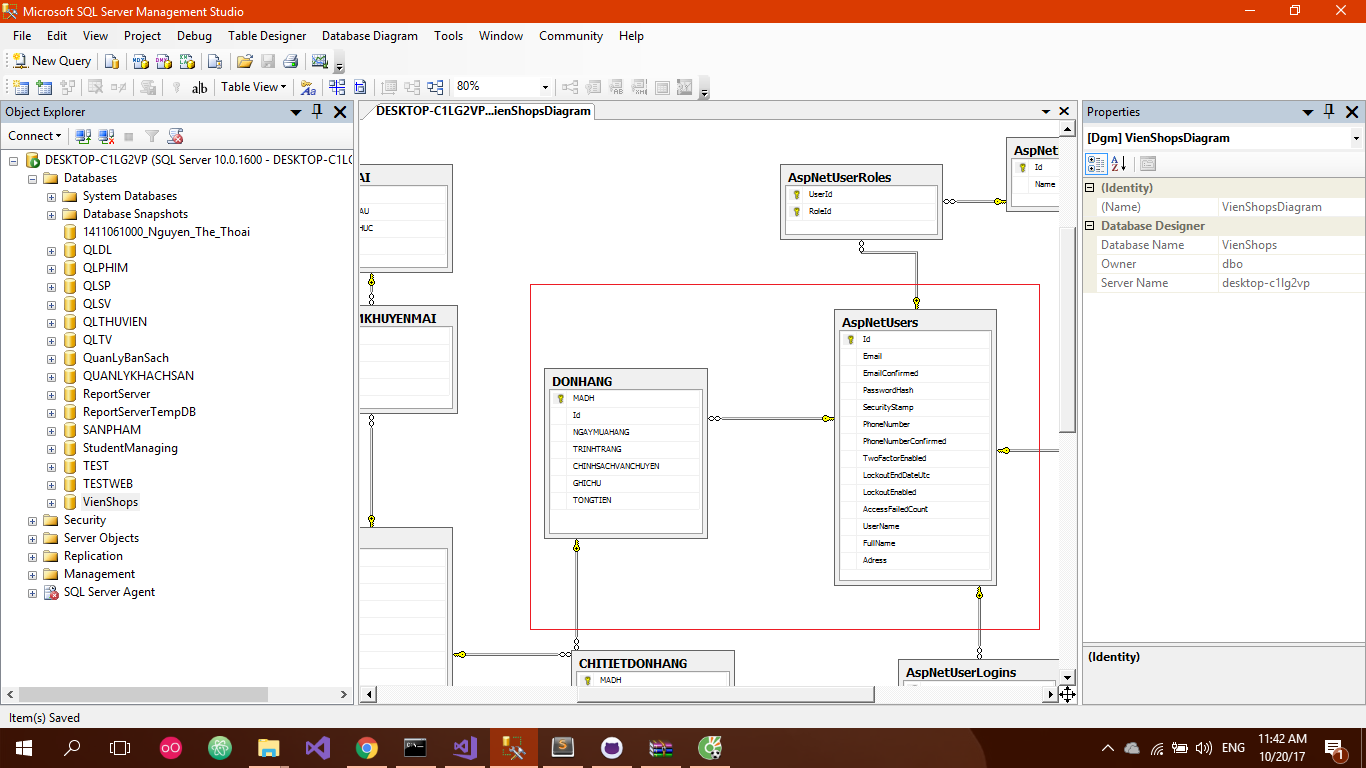 Microsoft SQL Server Management Studio
File Edit View Project Debug Table Designer Database Diagram Tools Window Community Help
New Query
ab Table View 80%
Object Explorer
Connect
DESKTOP-C1LG2VP (SQL Server 10.0.1600 - DESKTOP-C1LG
Databases
System Databases
Database Snapshots
1411061000_Nguyen_The_Thoai
QLDL
QLPHIM
QLSP
QLSV
QLTHUVIEN
QLTV
QuanLyBanSach
QUANLYKHACHSAN
ReportServer
ReportServerTempDB
SANPHAM
StudentManaging
TEST
TESTWEB
VienShops
Security
Server Objects
Replication
Management
SQL Server Agent
DESKTOP-C1LG2VP...ienShopsDiagram
AI
AU
HUC
MKHUYENMAI
AspNetUserRoles
UserId
RoleId
AspNet
Id
Name
DONHANG
MADH
Id
NGAYMUAHANG
TRINHTRANG
CHINHSACHVANCHUYEN
GHICHU
TONGTIEN
AspNetUsers
Id
Email
EmailConfirmed
PasswordHash
SecurityStamp
PhoneNumber
PhoneNumberConfirmed
TwoFactorEnabled
LockoutEndDateUtc
LockoutEnabled
AccessFailedCount
UserName
FullName
Adress
CHITIETDONHANG
MADH
AspNetUserLogins
Properties
[Dgm] VienShopsDiagram
(Identity)
(Name) VienShopsDiagram
Database Designer
Database Name VienShops
Owner dbo
Server Name desktop-c1lg2vp
(Identity)
Item(s) Saved
ENG
11:42 AM
10/20/17
1